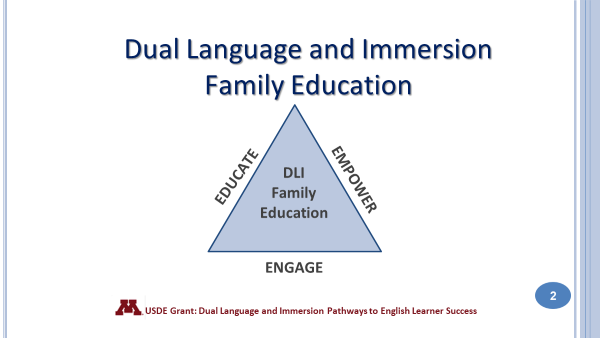 Dual Language and Immersion
Family Education
EDUCATE
EMPOWER
DLI
Family
Education
ENGAGE
2
M USDE Grant: Dual Language and Immersion Pathways to English Learner Success